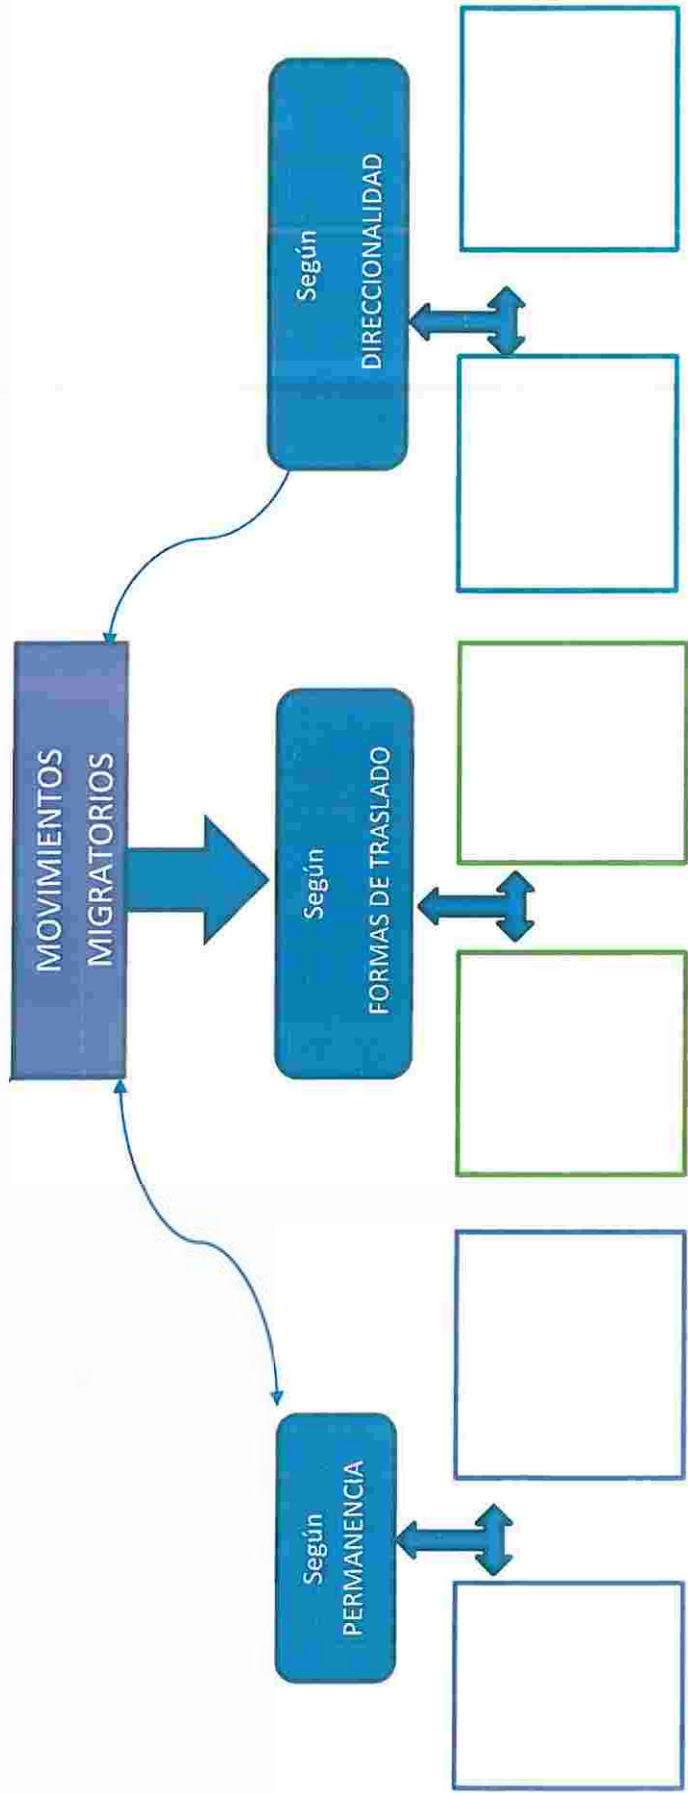 MOVIMIENTOS
MIGRATORIOS
Según
PERMANENCIA
Según
FORMAS DE TRASLADO
Según
DIRECCIONALIDAD